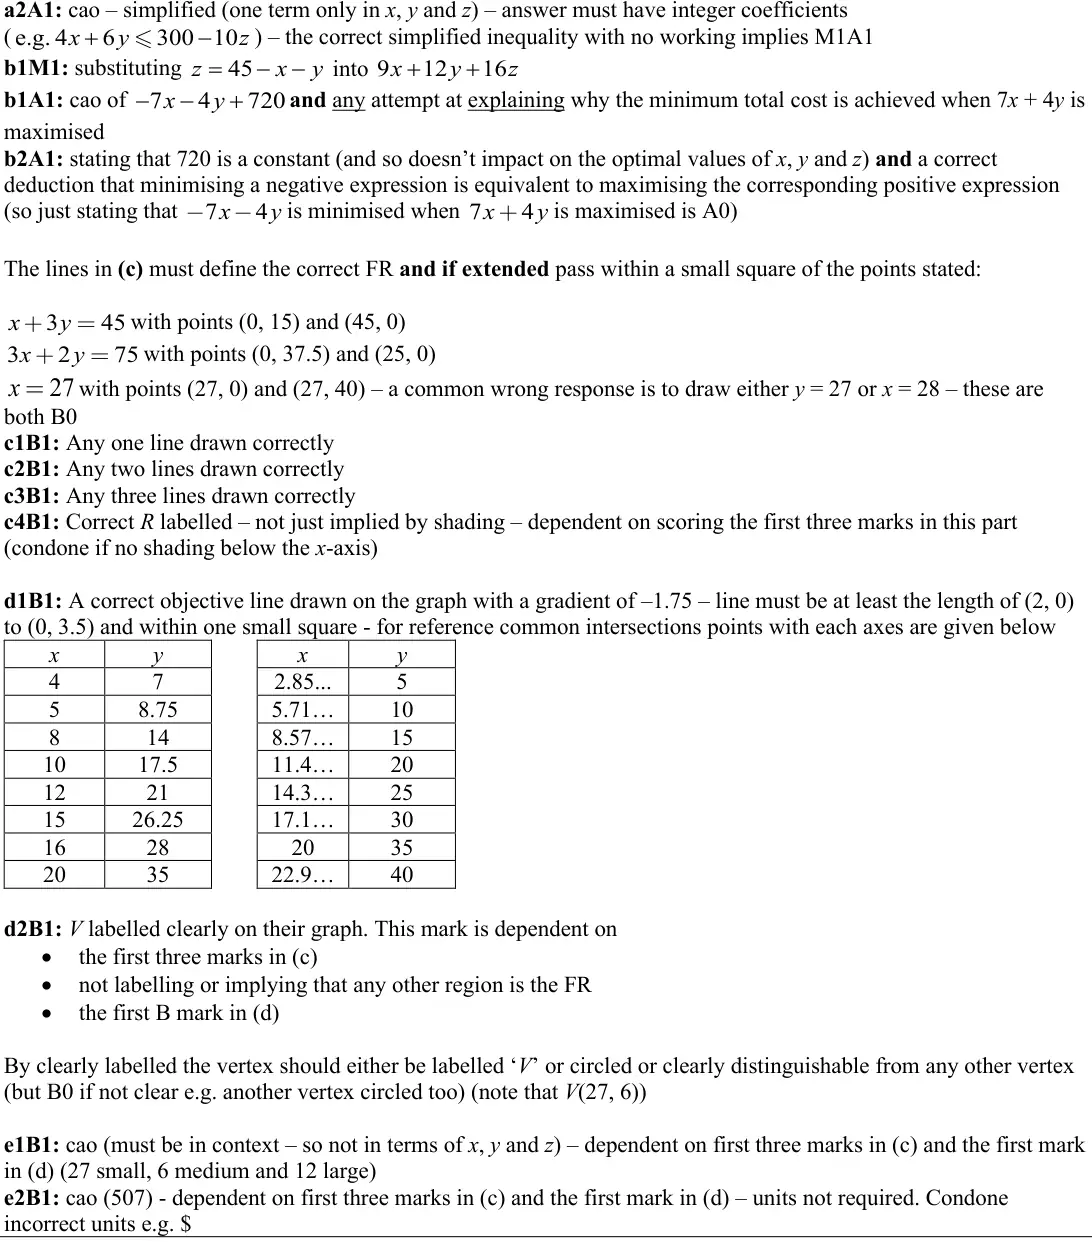 a2A1: cao – simplified (one term only in x, y and z) – answer must have integer coefficients
( e.g. 4x + 6y ⩽ 300 − 10z ) – the correct simplified inequality with no working implies M1A1
b1M1: substituting z = 45 − x − y into 9x + 12y + 16z
b1A1: cao of −7x − 4y + 720 and any attempt at explaining why the minimum total cost is achieved when 7x + 4y is
maximised
b2A1: stating that 720 is a constant (and so doesn’t impact on the optimal values of x, y and z) and a correct
deduction that minimising a negative expression is equivalent to maximising the corresponding positive expression
(so just stating that −7x − 4y is minimised when 7x + 4y is maximised is A0)
The lines in (c) must define the correct FR and if extended pass within a small square of the points stated:
x + 3y = 45 with points (0, 15) and (45, 0)
3x + 2y = 75 with points (0, 37.5) and (25, 0)
x = 27 with points (27, 0) and (27, 40) – a common wrong response is to draw either y = 27 or x = 28 – these are
both B0
c1B1: Any one line drawn correctly
c2B1: Any two lines drawn correctly
c3B1: Any three lines drawn correctly
c4B1: Correct R labelled – not just implied by shading – dependent on scoring the first three marks in this part
(condone if no shading below the x-axis)
d1B1: A correct objective line drawn on the graph with a gradient of –1.75 – line must be at least the length of (2, 0)
to (0, 3.5) and within one small square - for reference common intersections points with each axes are given below
x y x y
4 7 2.85... 5
5 8.75 5.71… 10
8 14 8.57… 15
10 17.5 11.4… 20
12 21 14.3… 25
15 26.25 17.1… 30
16 28 20 35
20 35 22.9… 40
d2B1: V labelled clearly on their graph. This mark is dependent on
• the first three marks in (c)
• not labelling or implying that any other region is the FR
• the first B mark in (d)
By clearly labelled the vertex should either be labelled ‘V’ or circled or clearly distinguishable from any other vertex
(but B0 if not clear e.g. another vertex circled too) (note that V(27, 6))
e1B1: cao (must be in context – so not in terms of x, y and z) – dependent on first three marks in (c) and the first mark
in (d) (27 small, 6 medium and 12 large)
e2B1: cao (507) - dependent on first three marks in (c) and the first mark in (d) – units not required. Condone
incorrect units e.g. $